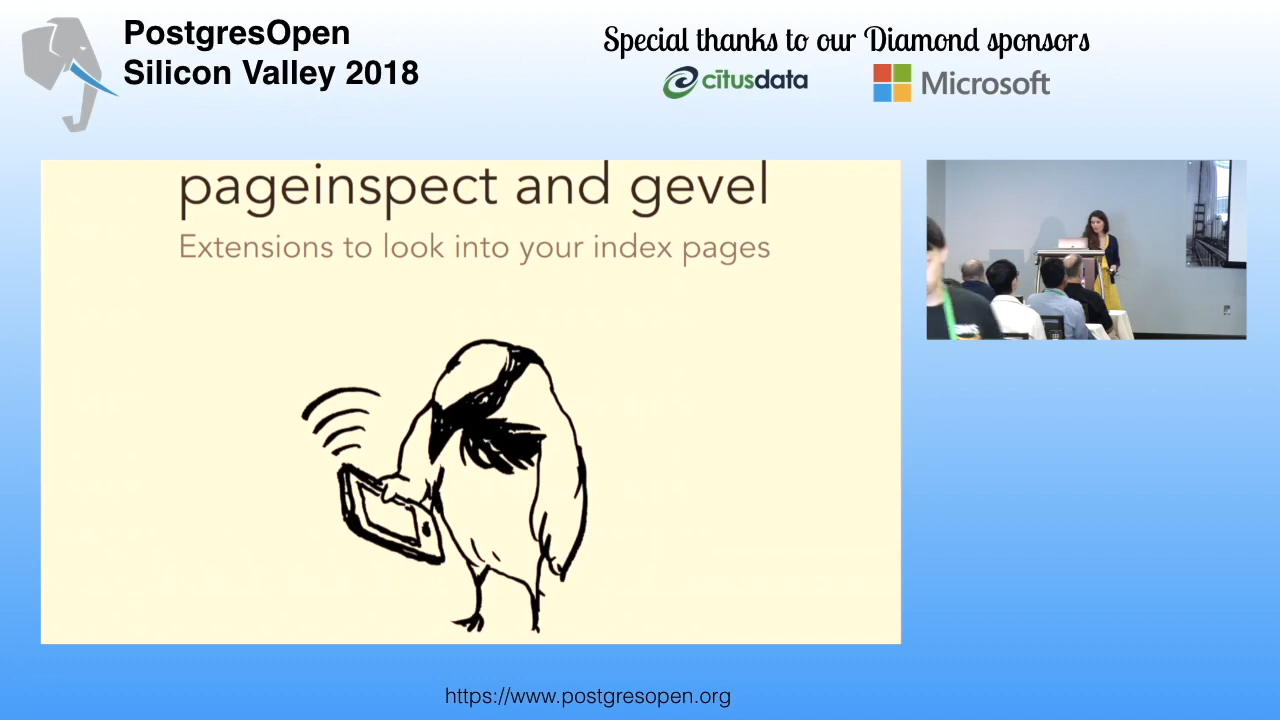 PostgresOpen
Silicon Valley 2018
Special thanks to our Diamond sponsors
citusdata
Microsoft
pageinspect and gevel
Extensions to look into your index pages
https://www.postgresopen.org